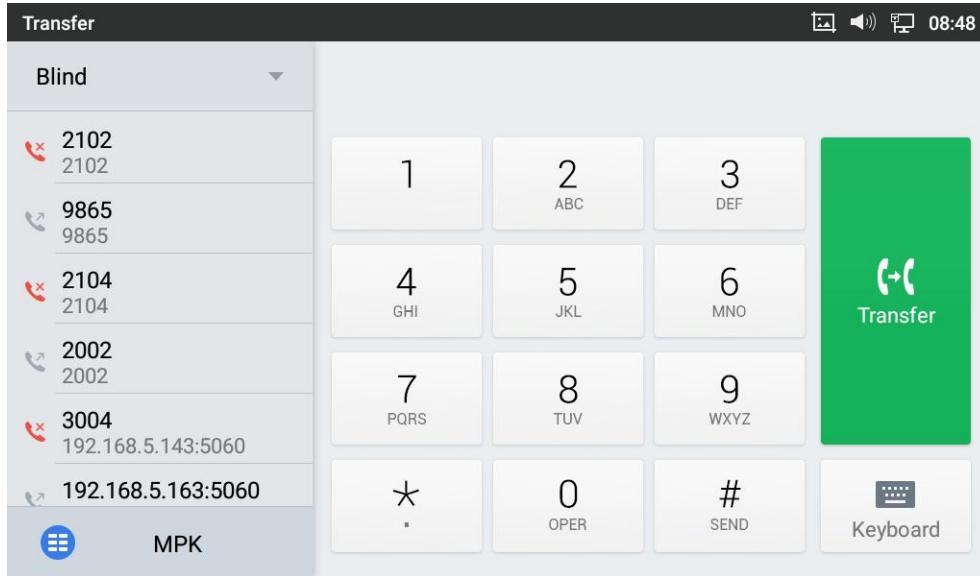 Transfer
08:48
Blind
2102
2102
9865
9865
2104
2104
2002
2002
3004
192.168.5.143:5060
192.168.5.163:5060
MPK
1
2
ABC
3
DEF
4
GHI
5
JKL
6
MNO
7
PQRS
8
TUV
9
WXYZ
*
.
0
OPER
#
SEND
Transfer
Keyboard